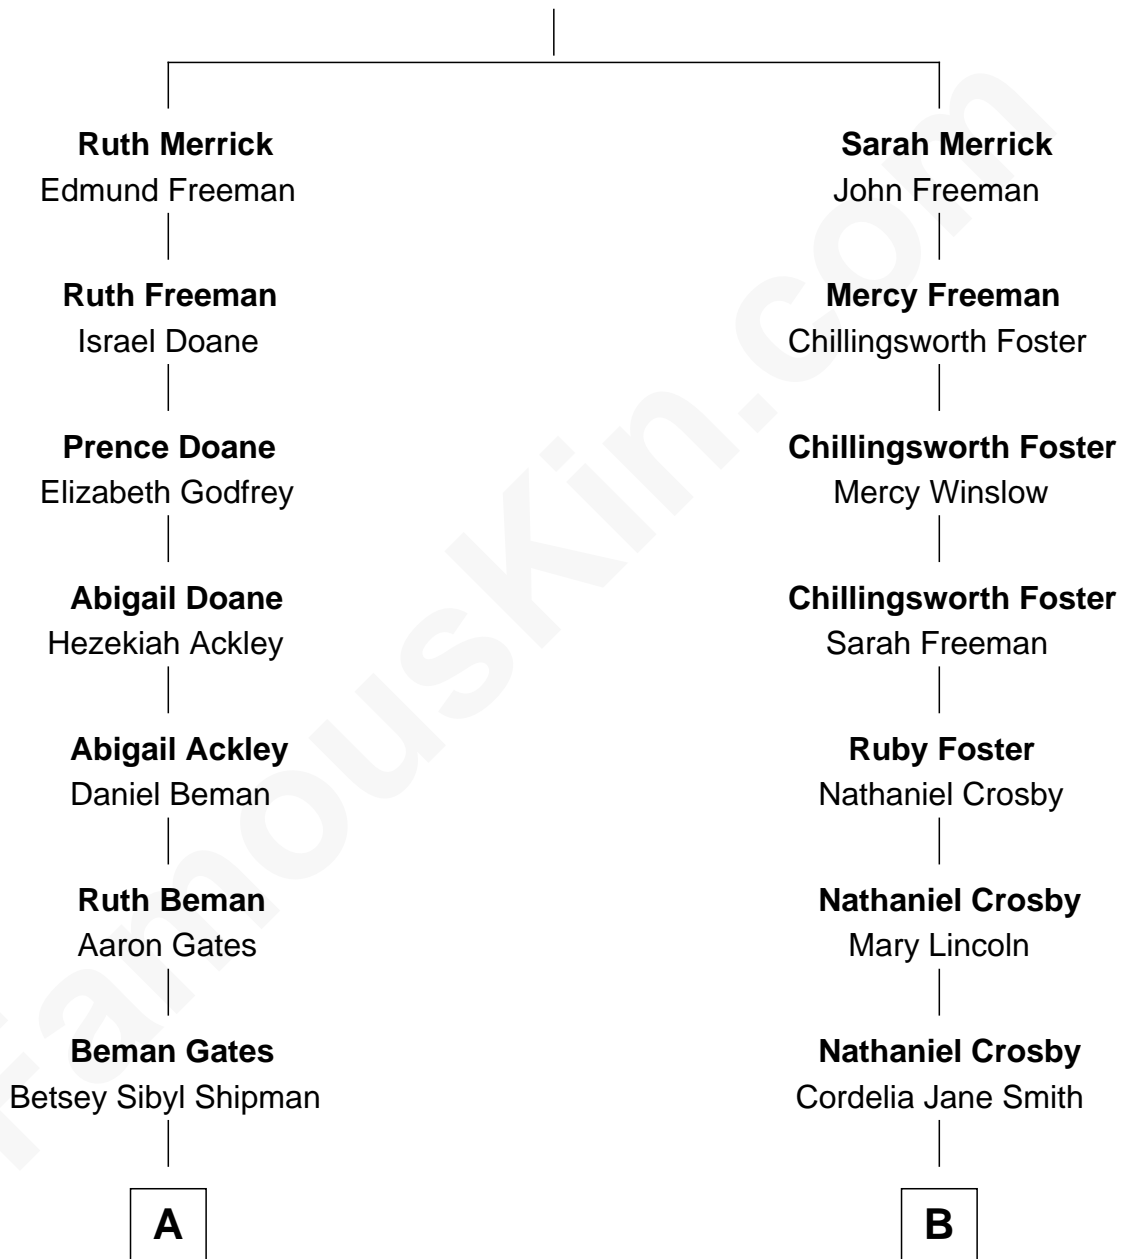 Ruth Merrick
Edmund Freeman
Ruth Freeman
Israel Doane
Prence Doane
Elizabeth Godfrey
Abigail Doane
Hezekiah Ackley
Abigail Ackley
Daniel Beman
Ruth Beman
Aaron Gates
Beman Gates
Betsey Sibyl Shipman
A
Sarah Merrick
John Freeman
Mercy Freeman
Chillingsworth Foster
Chillingsworth Foster
Mercy Winslow
Chillingsworth Foster
Sarah Freeman
Ruby Foster
Nathaniel Crosby
Nathaniel Crosby
Mary Lincoln
Nathaniel Crosby
Cordelia Jane Smith
B
FamousKin.com